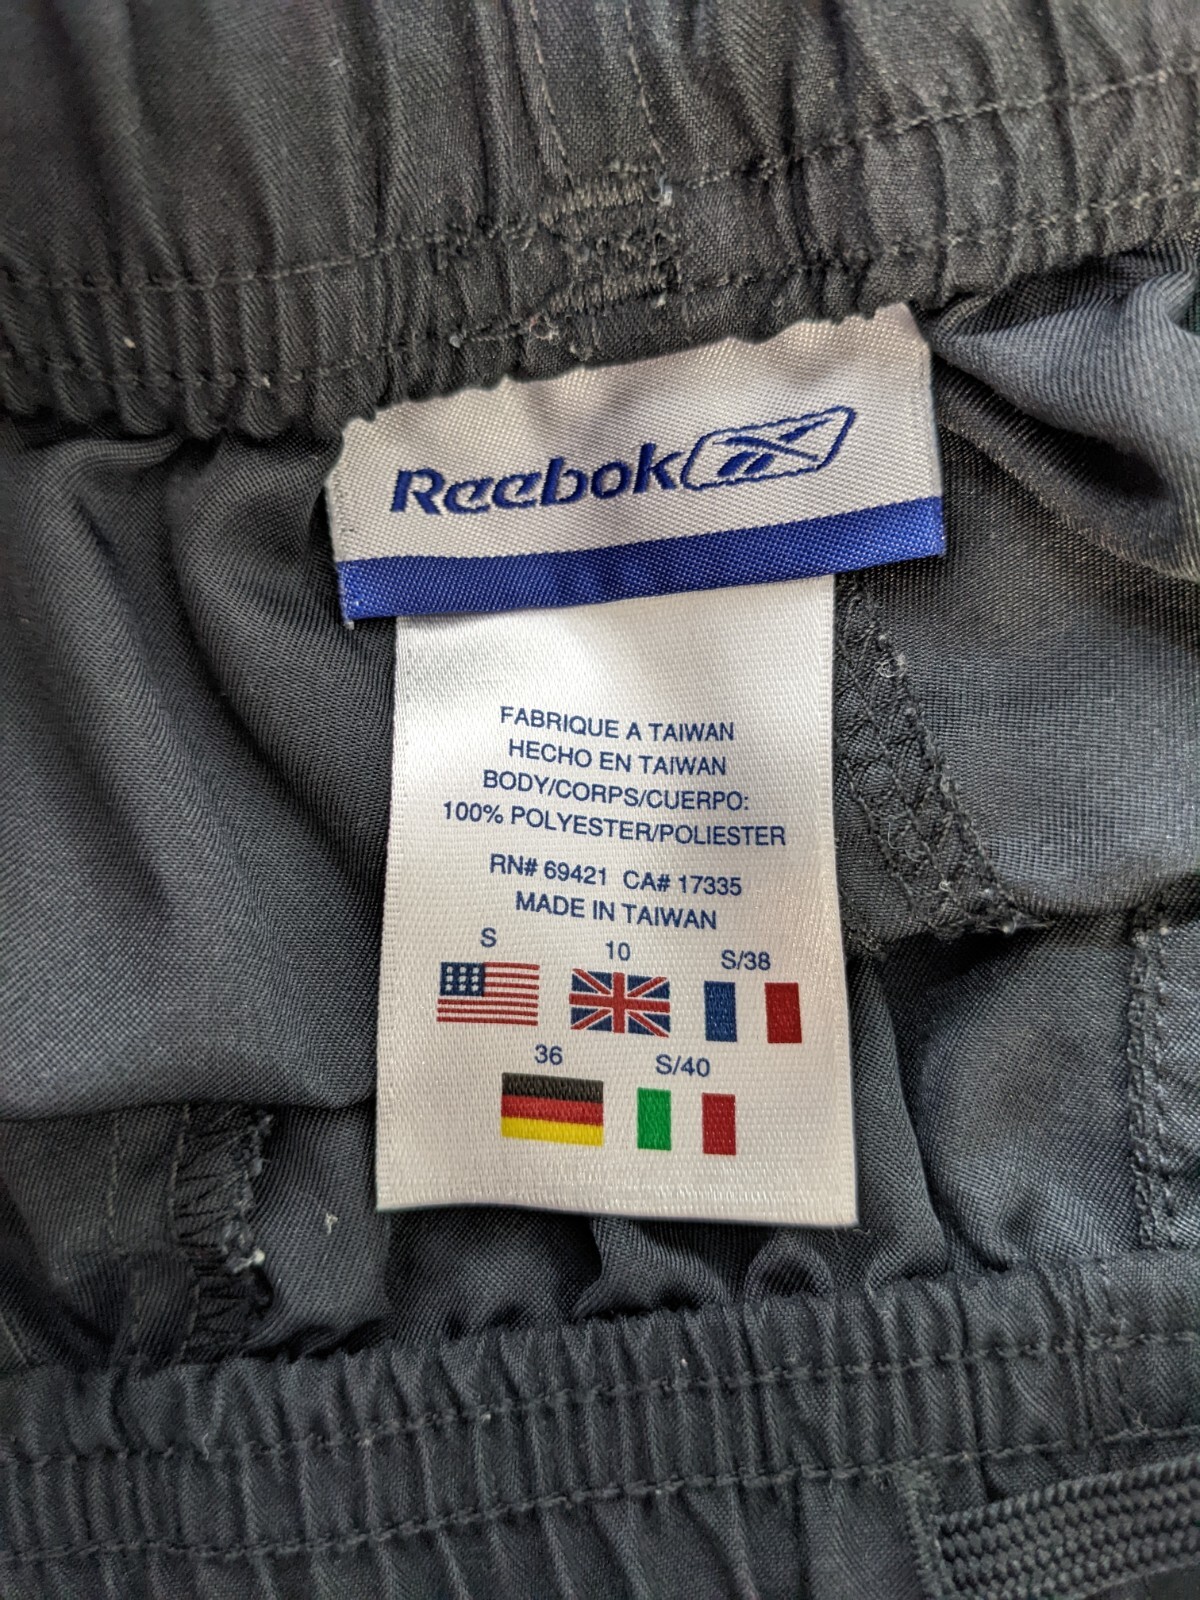 Reebok
FABRIQUE A TAIWAN
HECHO EN TAIWAN
BODY/CORPS/CUERPO:
100% POLYESTER/POLIESTER
RN# 69421 CA# 17335
MADE IN TAIWAN
S 10 S/38
36 S/40